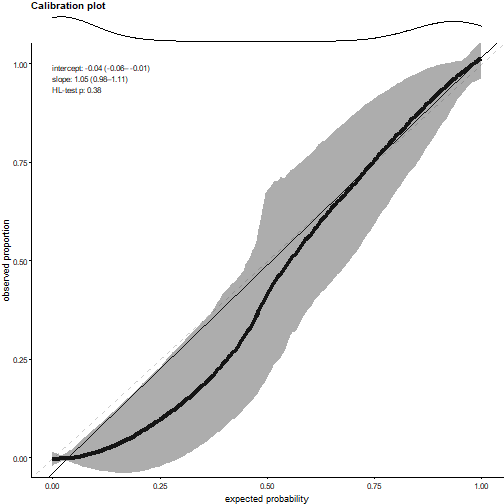 Calibration plot
intercept: -0.04 (-0.06--0.01)
slope: 1.05 (0.98–1.11)
HL-test p: 0.38
1.00
0.75
0.50
0.25
0.00
observed proportion
0.00 0.25 0.50 0.75 1.00
expected probability